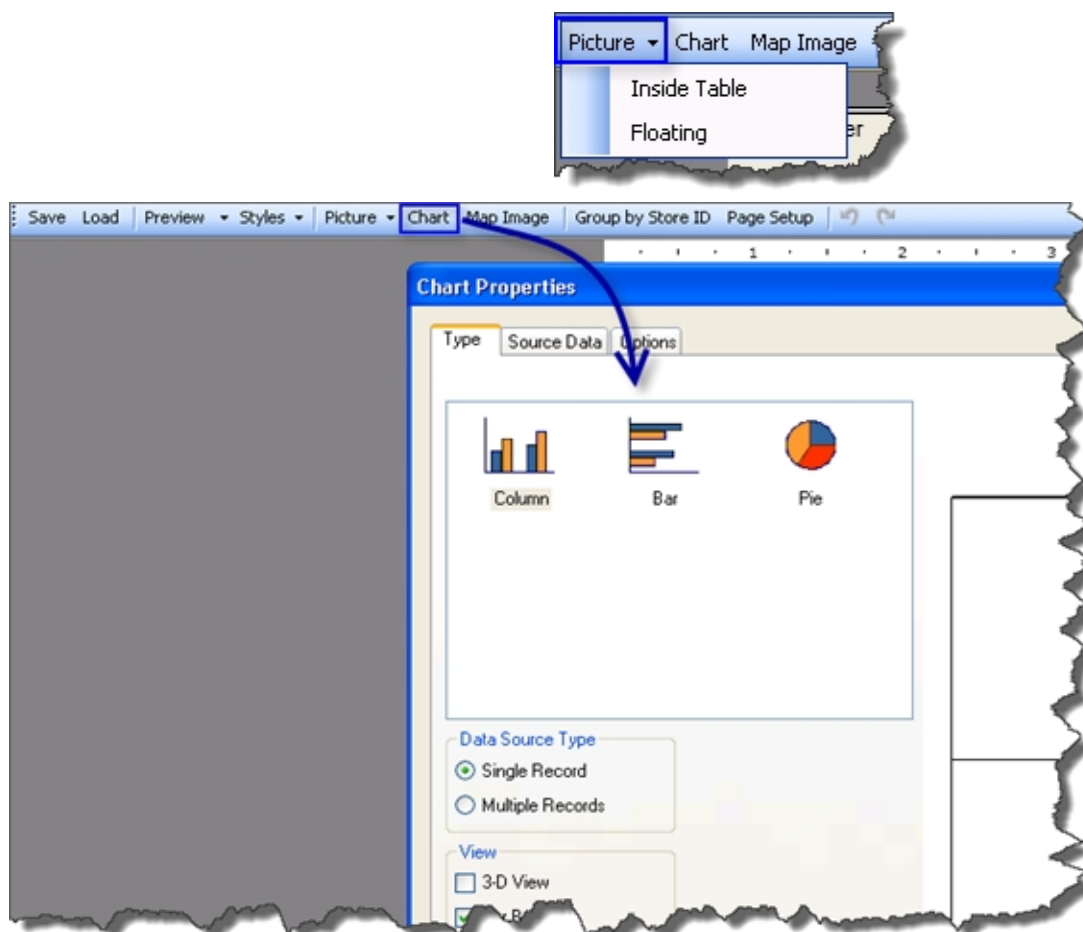 Picture Chart Map Image
Inside Table
Floating
er
Save Load Preview Styles Picture Chart Map Image Group by Store ID Page Setup
1 2 3
Chart Properties
Type Source Data Options
Column Bar Pie
Data Source Type
Single Record
Multiple Records
View
3-D View